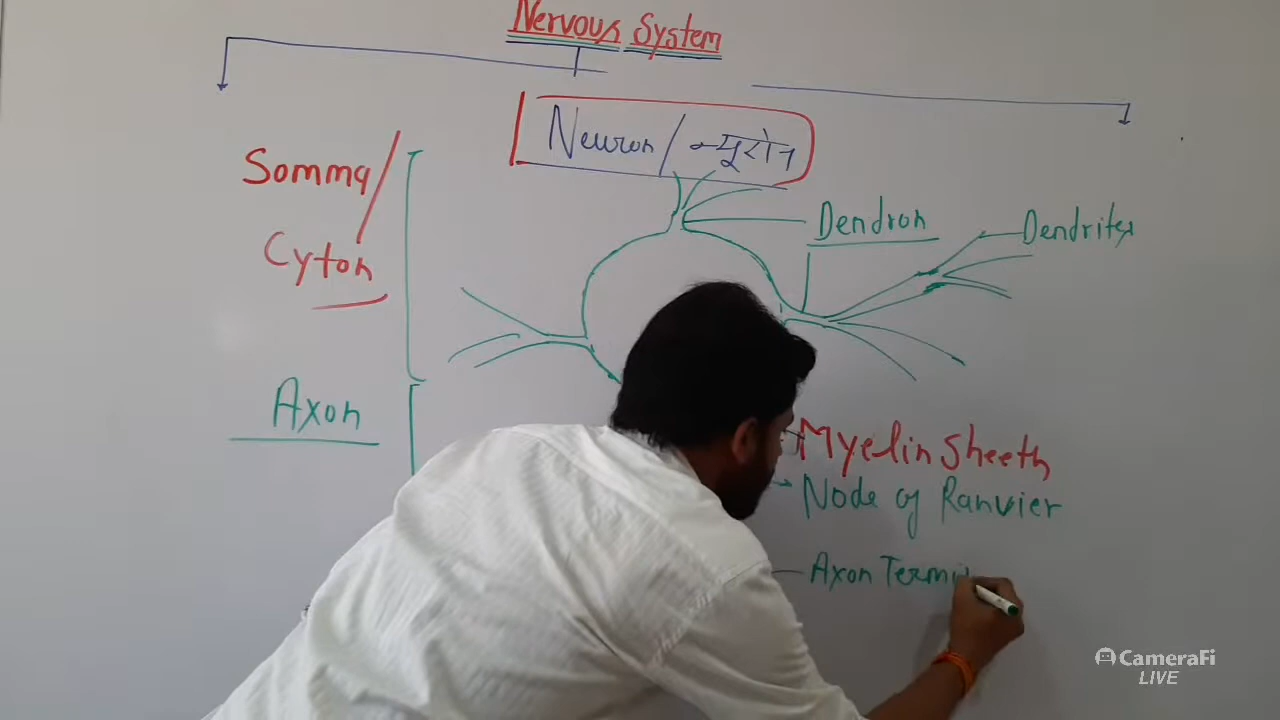 Nervous System
Neuron/न्यूरोन
Somma/
Cyton
Dendron
Dendrites
Axon
Myelin Sheeth
Node of Ranvier
Axon Termi
CameraFi
LIVE